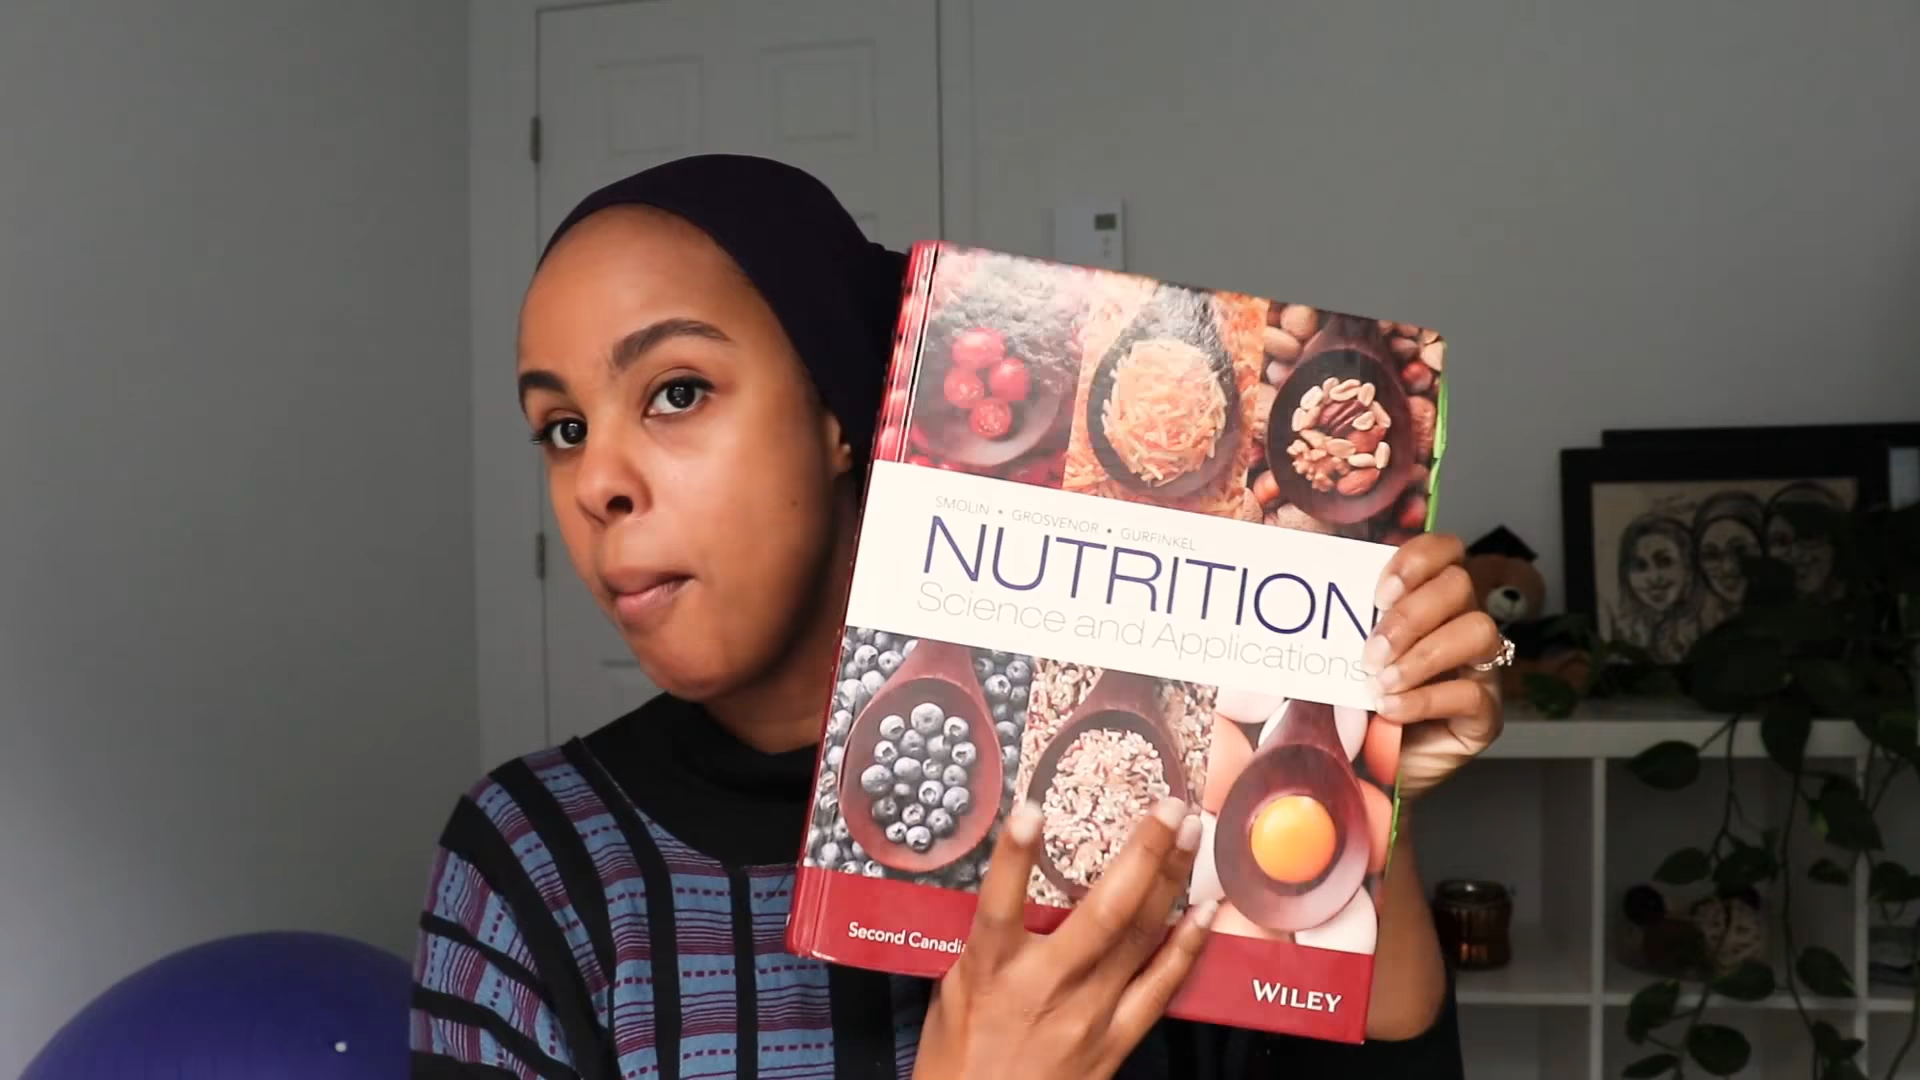 SMOLIN • GROSVENOR • GURFINKEL
NUTRITION
Science and Applications
Second Canadi
WILEY